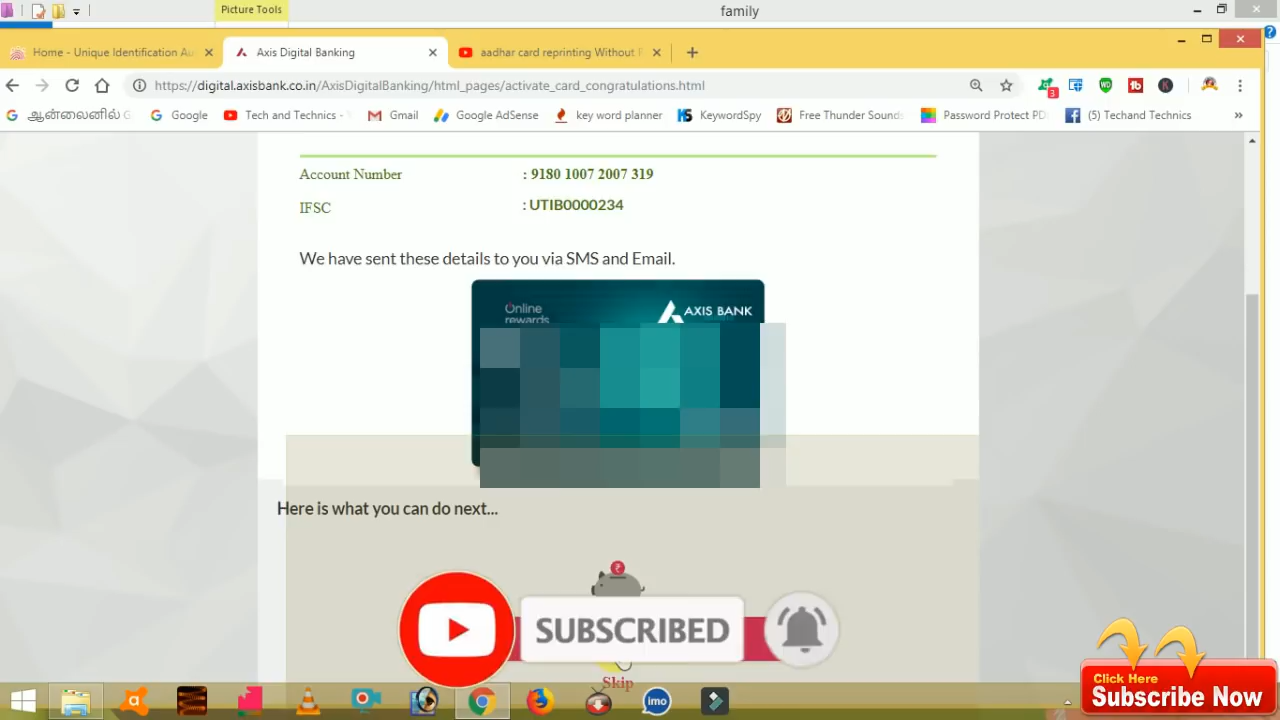 Picture Tools
family
Home - Unique Identification Au
Axis Digital Banking
aadhar card reprinting Without
https://digital.axisbank.co.in/AxisDigitalBanking/html_pages/activate_card_congratulations.html
3
ஆன்லைனில் G
Google
Tech and Technics -
Gmail
Google AdSense
key word planner
KeywordSpy
Free Thunder Sound
Password Protect PD
(5) Techand Technics
»
Account Number : 9180 1007 2007 319
IFSC : UTIB0000234
We have sent these details to you via SMS and Email.
Online
rewards
AXIS BANK
Here is what you can do next...
SUBSCRIBED
Skip
imo
Click Here
Subscribe Now